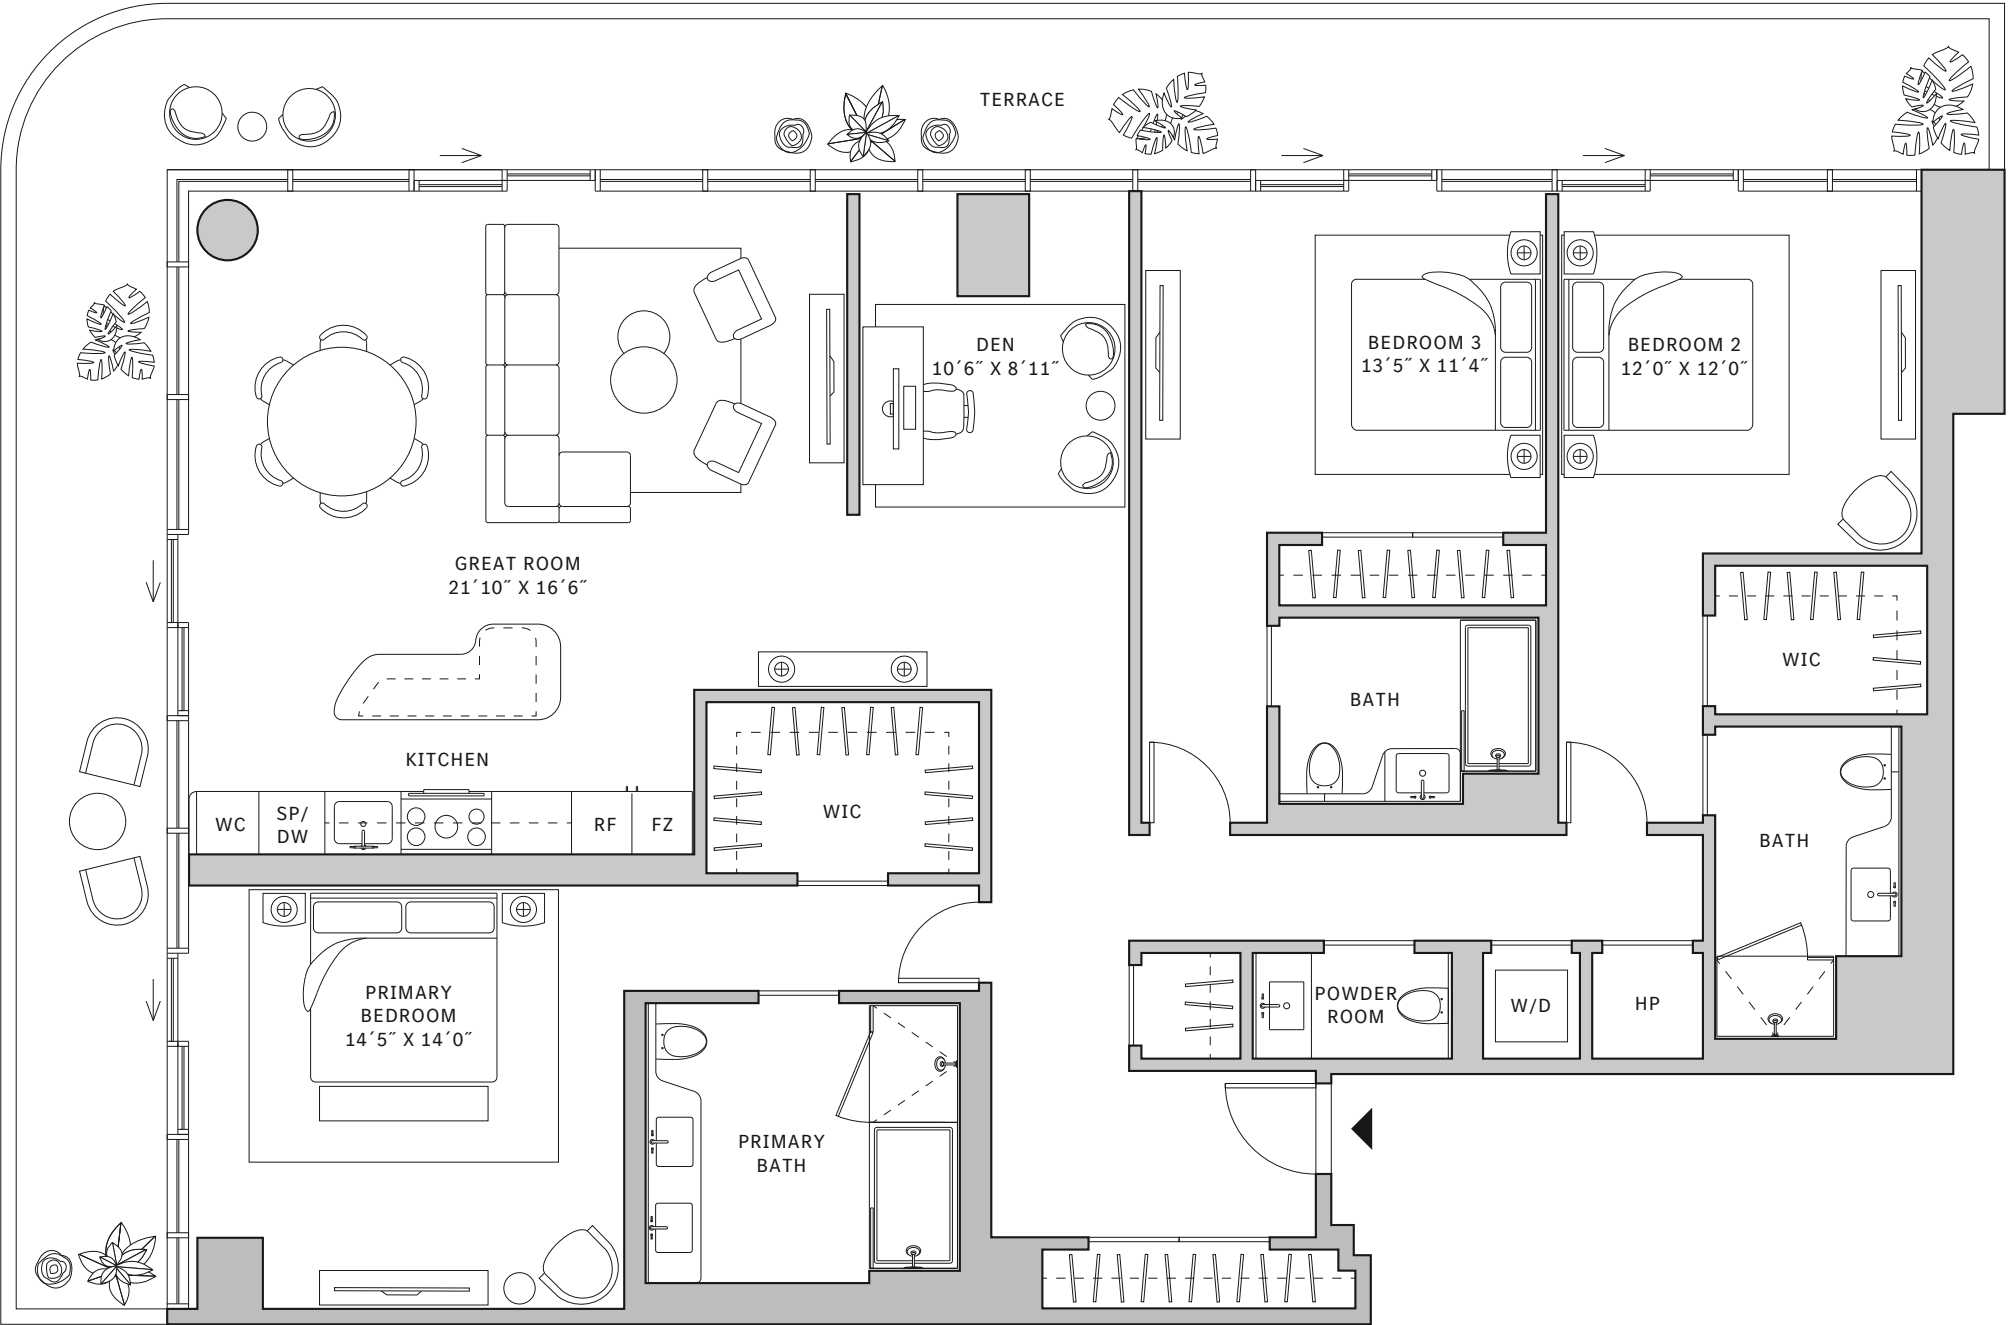 TERRACE
DEN
10´6˝ X 8´11˝
BEDROOM 3
13´5˝ X 11´4˝
BEDROOM 2
12´0˝ X 12´0˝
GREAT ROOM
21´10˝ X 16´6˝
WIC
BATH
KITCHEN
WC
SP/
DW
RF
FZ
WIC
BATH
PRIMARY
BEDROOM
14´5˝ X 14´0˝
POWDER
ROOM
W/D
HP
PRIMARY
BATH